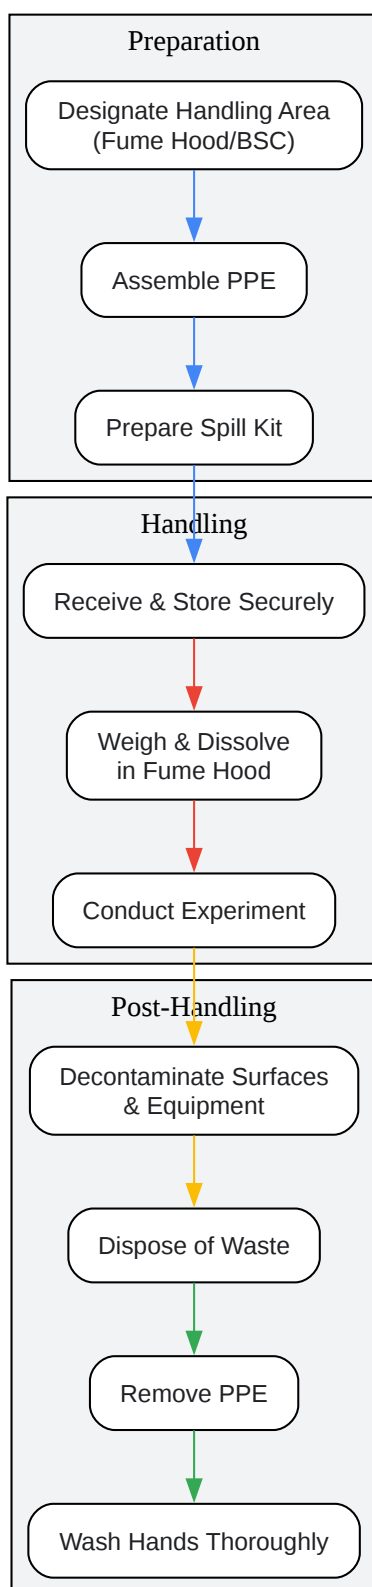 Preparation
Designate Handling Area
(Fume Hood/BSC)
Assemble PPE
Prepare Spill Kit
Handling
Receive & Store Securely
Weigh & Dissolve
in Fume Hood
Conduct Experiment
Post-Handling
Decontaminate Surfaces
& Equipment
Dispose of Waste
Remove PPE
Wash Hands Thoroughly